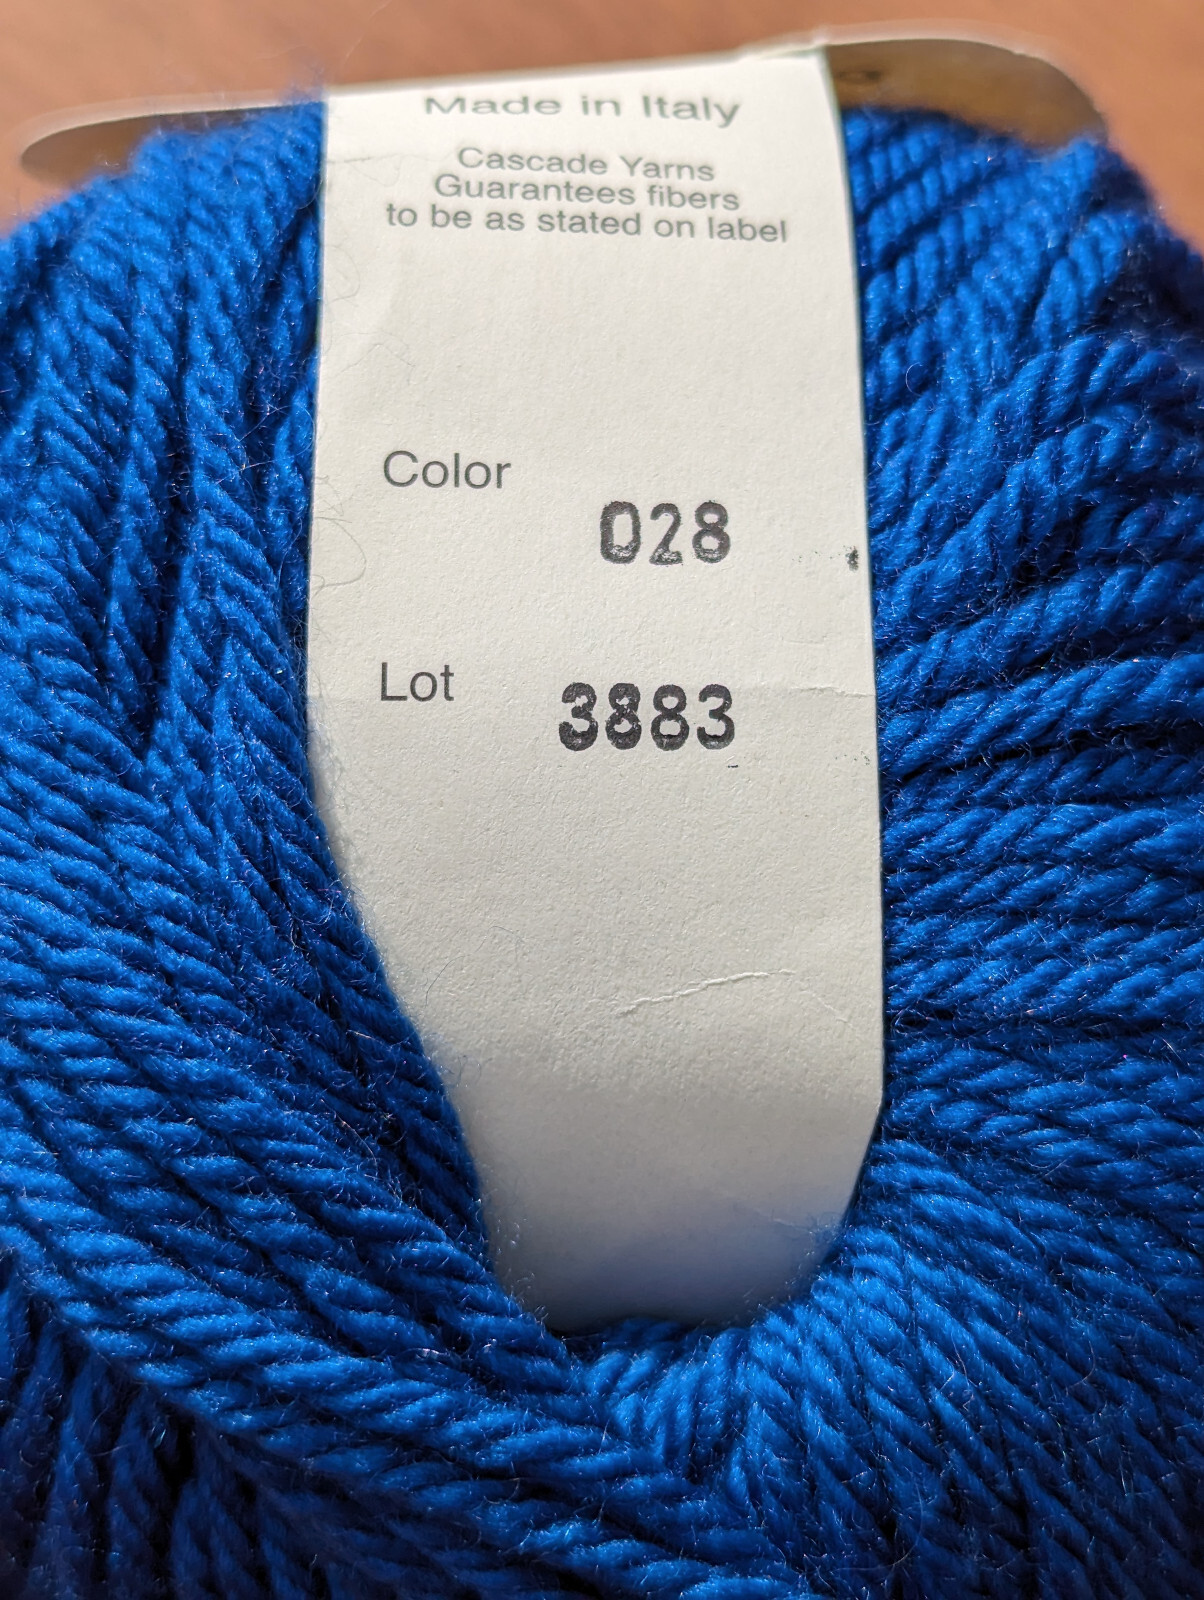 Made in Italy
Cascade Yarns
Guarantees fibers
to be as stated on label
Color
028
Lot
3883